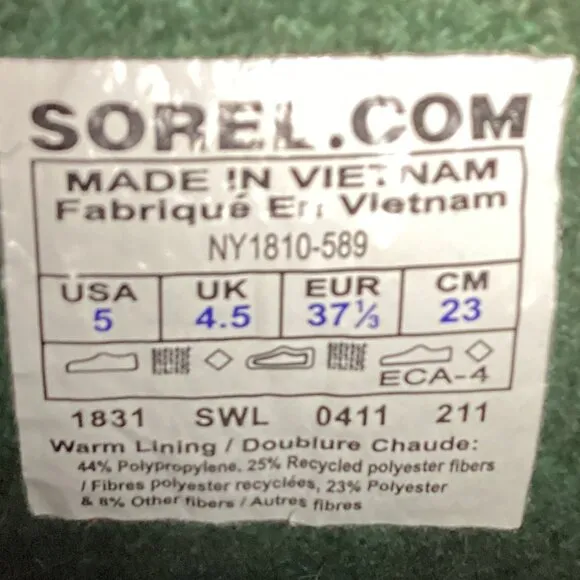 SOREL.COM
MADE IN VIETNAM
Fabriqué En Vietnam
NY1810-589
USA UK EUR CM
5 4.5 37⅓ 23
ECA-4
1831 SWL 0411 211
Warm Lining / Doublure Chaude:
44% Polypropylene, 25% Recycled polyester fibers
/ Fibres polyester recyclées, 23% Polyester
& 8% Other fibers / Autres fibres